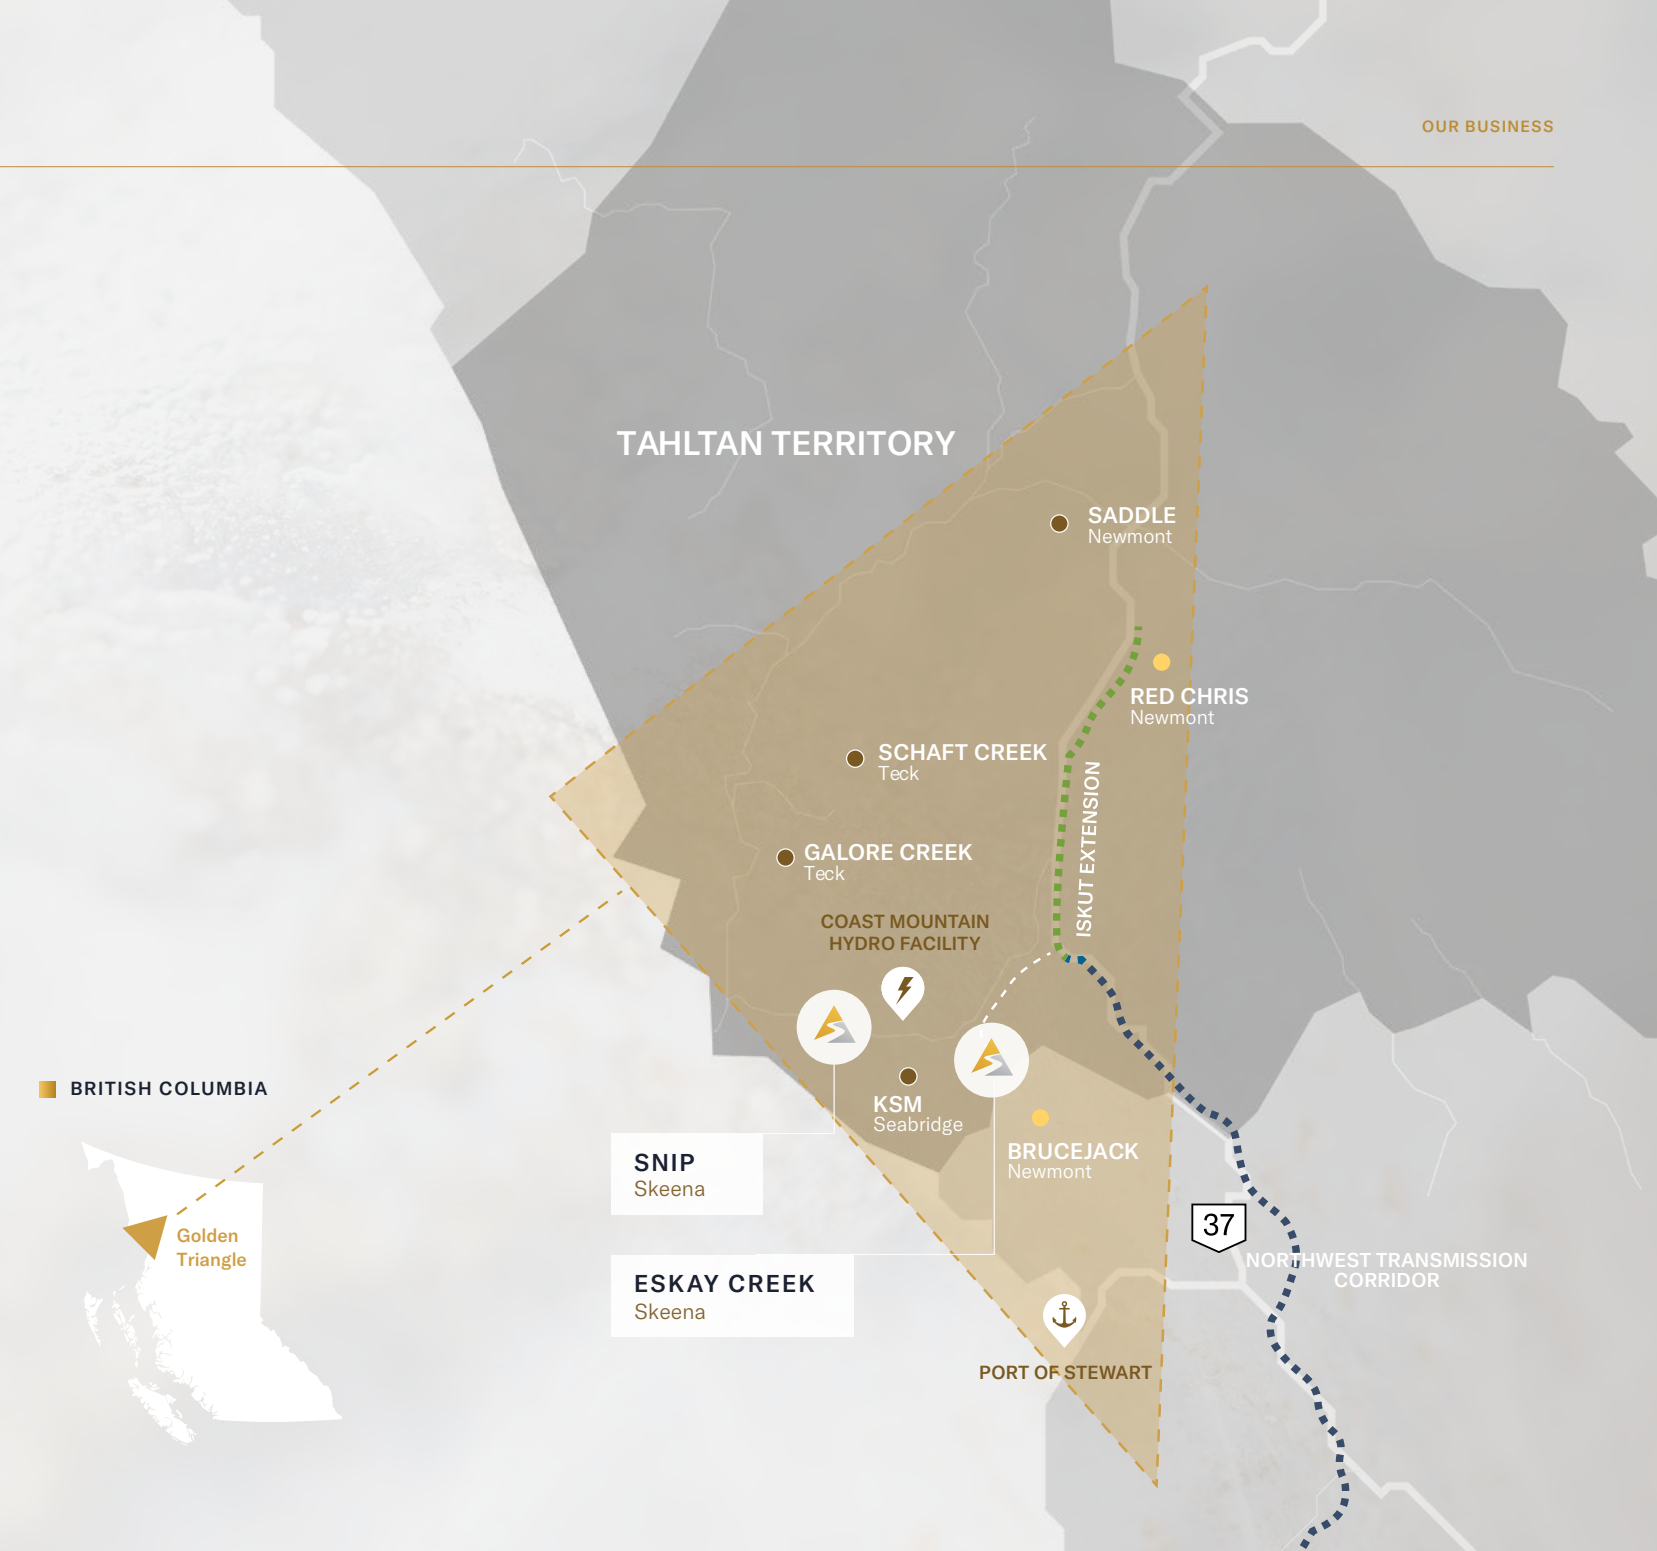 OUR BUSINESS
TAHLTAN TERRITORY
SADDLE
Newmont
RED CHRIS
Newmont
SCHAFT CREEK
Teck
ISKUT EXTENSION
GALORE CREEK
Teck
COAST MOUNTAIN
HYDRO FACILITY
BRITISH COLUMBIA
KSM
Seabridge
BRUCEJACK
Newmont
SNIP
Skeena
37
Golden
Triangle
NORTHWEST TRANSMISSION
CORRIDOR
ESKAY CREEK
Skeena
PORT OF STEWART